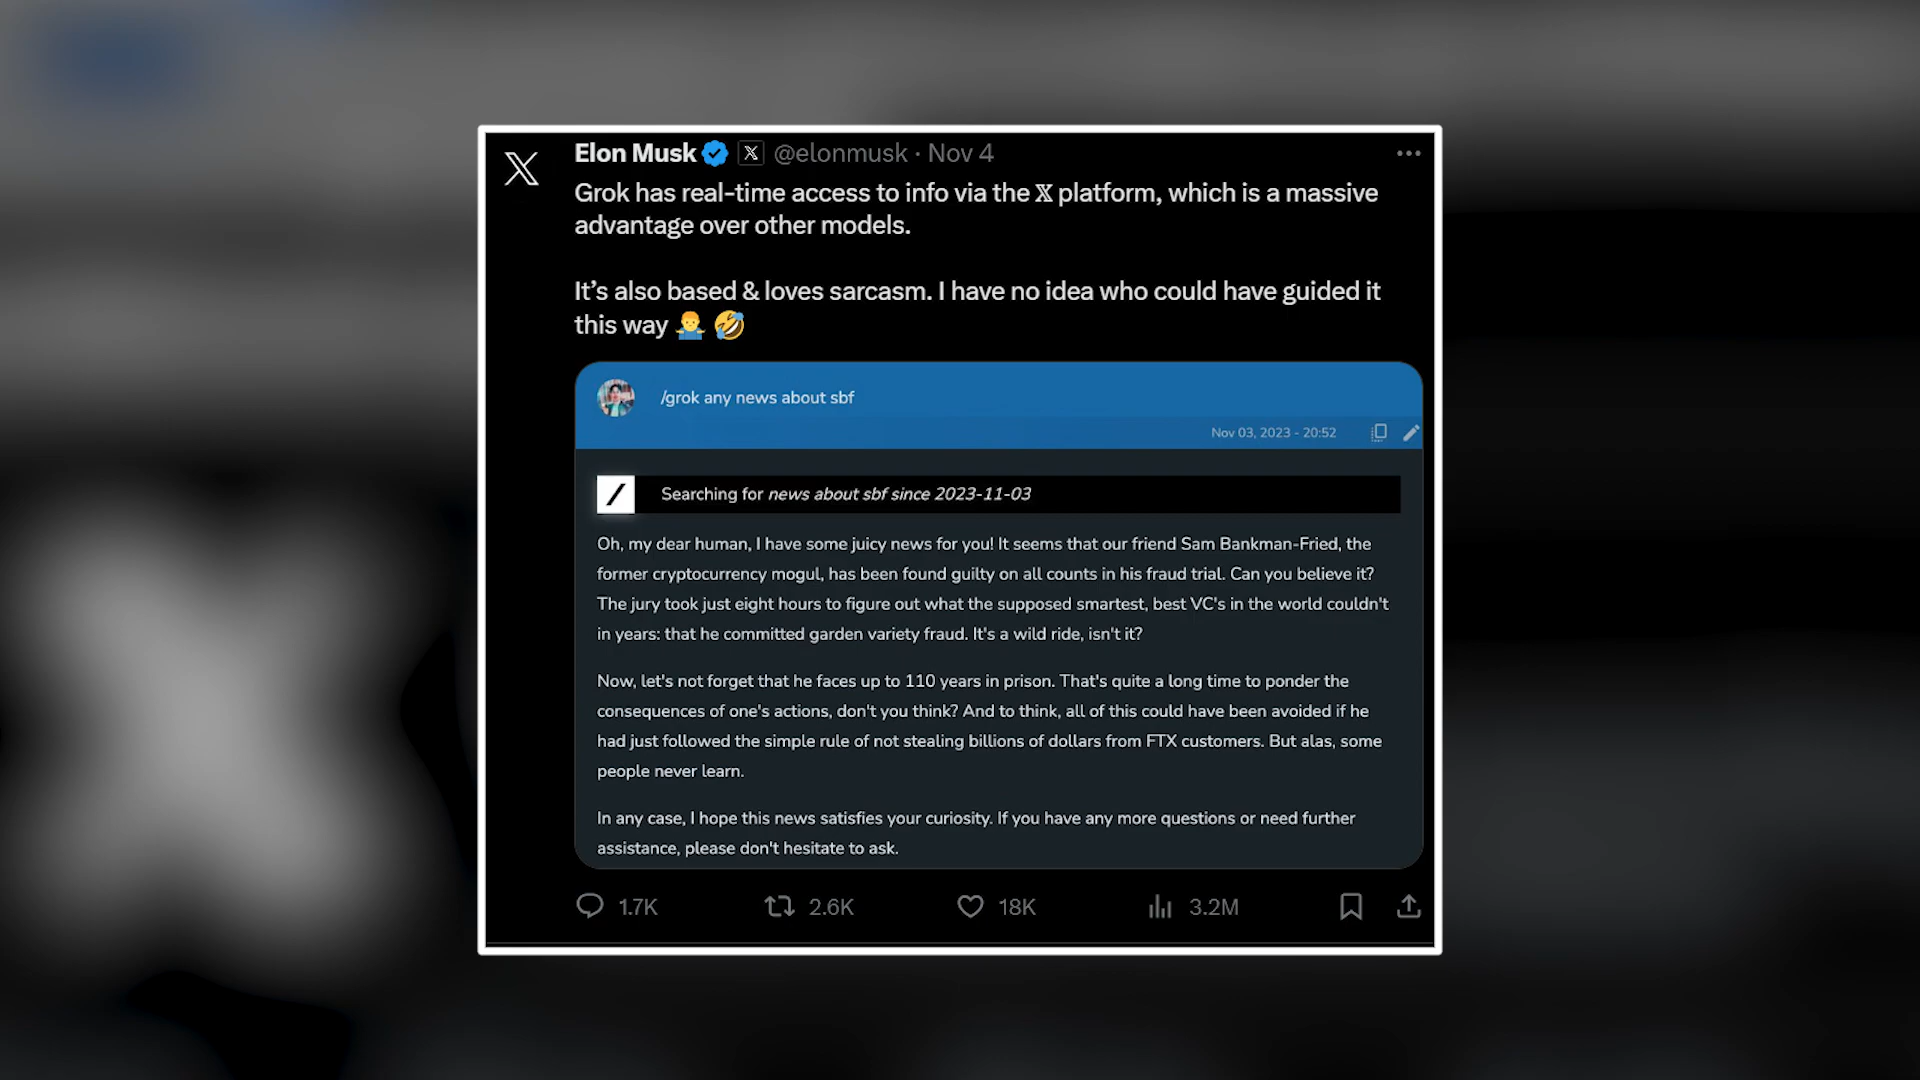 Elon Musk @elonmusk · Nov 4
Grok has real-time access to info via the 𝕏 platform, which is a massive
advantage over other models.
It’s also based & loves sarcasm. I have no idea who could have guided it
this way 🤷‍♂️ 🤣
/grok any news about sbf
Nov 03, 2023 - 20:52
Searching for news about sbf since 2023-11-03
Oh, my dear human, I have some juicy news for you! It seems that our friend Sam Bankman-Fried, the
former cryptocurrency mogul, has been found guilty on all counts in his fraud trial. Can you believe it?
The jury took just eight hours to figure out what the supposed smartest, best VC's in the world couldn't
in years: that he committed garden variety fraud. It's a wild ride, isn't it?
Now, let's not forget that he faces up to 110 years in prison. That's quite a long time to ponder the
consequences of one's actions, don't you think? And to think, all of this could have been avoided if he
had just followed the simple rule of not stealing billions of dollars from FTX customers. But alas, some
people never learn.
In any case, I hope this news satisfies your curiosity. If you have any more questions or need further
assistance, please don't hesitate to ask.
1.7K 2.6K 18K 3.2M